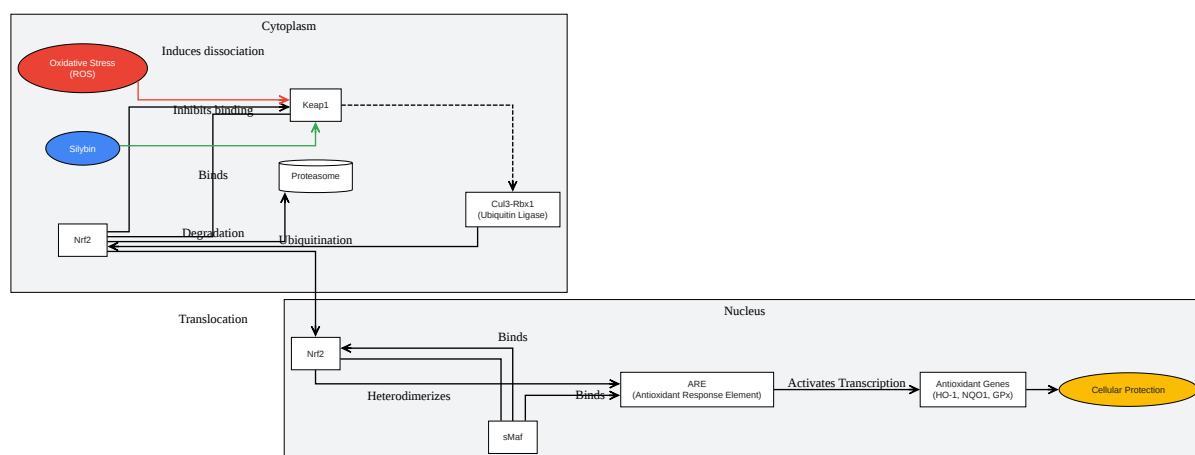 Cytoplasm
Induces dissociation
Oxidative Stress
(ROS)
Keap1
Inhibits binding
Silybin
Binds
Proteasome
Cul3-Rbx1
(Ubiquitin Ligase)
Nrf2
Degradation
Ubiquitination
Translocation
Nucleus
Binds
Nrf2
ARE
(Antioxidant Response Element)
Activates Transcription
Antioxidant Genes
(HO-1, NQO1, GPx)
Cellular Protection
Heterodimerizes
Binds
sMaf